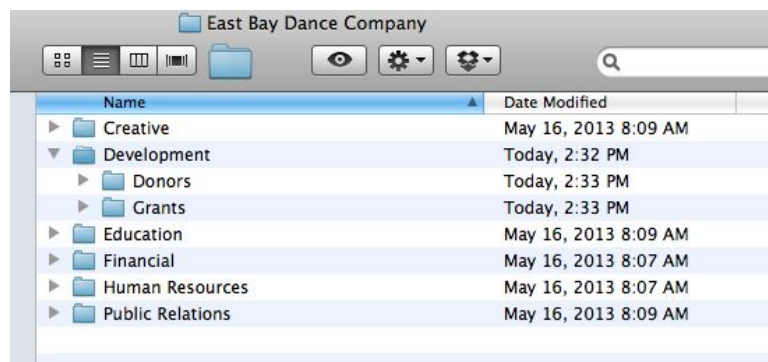 East Bay Dance Company
Name Date Modified
Creative May 16, 2013 8:09 AM
Development Today, 2:32 PM
Donors Today, 2:33 PM
Grants Today, 2:33 PM
Education May 16, 2013 8:09 AM
Financial May 16, 2013 8:07 AM
Human Resources May 16, 2013 8:07 AM
Public Relations May 16, 2013 8:09 AM